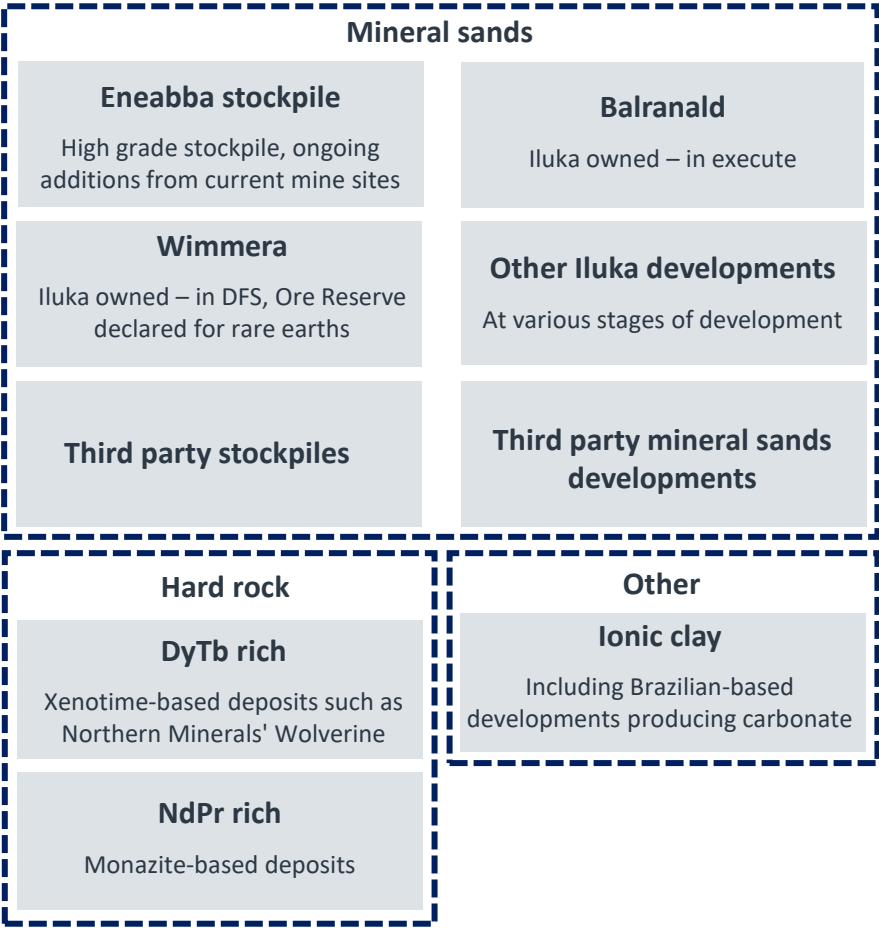 Mineral sands
Eneabba stockpile
High grade stockpile, ongoing
additions from current mine sites
Balranald
Iluka owned – in execute
Wimmera
Iluka owned – in DFS, Ore Reserve
declared for rare earths
Other Iluka developments
At various stages of development
Third party stockpiles
Third party mineral sands
developments
Hard rock
DyTb rich
Xenotime-based deposits such as
Northern Minerals' Wolverine
NdPr rich
Monazite-based deposits
Other
Ionic clay
Including Brazilian-based
developments producing carbonate